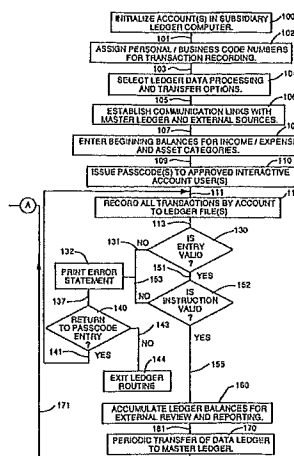 INITIALIZE ACCOUNT(S) IN SUBSIDIARY
LEDGER COMPUTER.
100
101
102
ASSIGN PERSONAL / BUSINESS CODE NUMBERS
FOR TRANSACTION RECORDING.
103
SELECT LEDGER DATA PROCESSING
AND TRANSFER OPTIONS.
105
ESTABLISH COMMUNICATION LINKS WITH
MASTER LEDGER AND EXTERNAL SOURCES.
107
ENTER BEGINNING BALANCES FOR INCOME / EXPENSE
AND ASSET CATEGORIES.
109
110
ISSUE PASSCODE(S) TO APPROVED INTERACTIVE
ACCOUNT USER(S)
111
A
RECORD ALL TRANSACTIONS BY ACCOUNT
TO LEDGER FILE(S)
113
130
131
NO
IS
ENTRY
VALID
?
132
PRINT ERROR
STATEMENT
151
YES
153
152
NO
IS
INSTRUCTION
VALID
?
137
140
RETURN
TO PASSCODE
ENTRY
?
143
141
YES
NO
YES
144
EXIT LEDGER
ROUTINE
155
171
160
ACCUMULATE LEDGER BALANCES FOR
EXTERNAL REVIEW AND REPORTING.
161
170
PERIODIC TRANSFER OF DATA LEDGER
TO MASTER LEDGER.